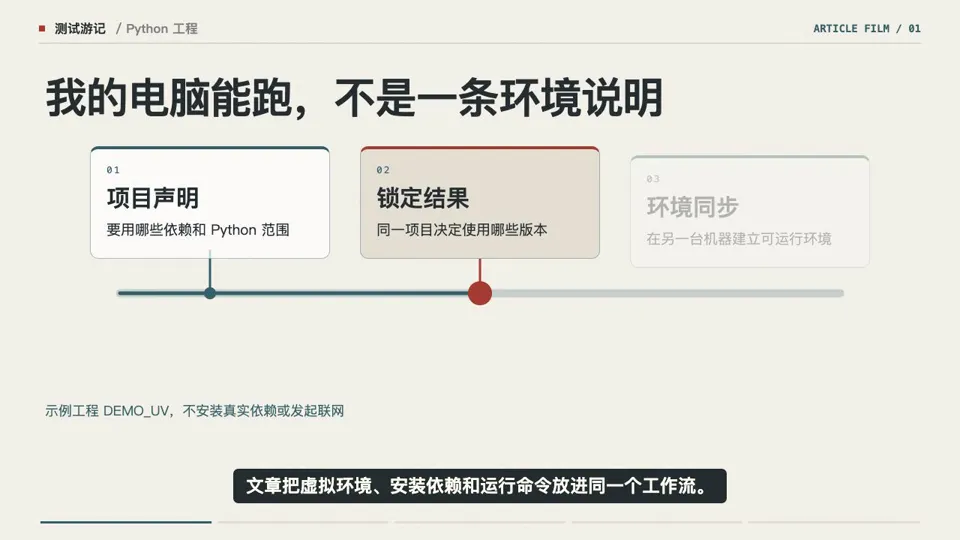 测试游记 / Python 工程
ARTICLE FILM / 01
我的电脑能跑，不是一条环境说明
01
项目声明
要用哪些依赖和 Python 范围
02
锁定结果
同一项目决定使用哪些版本
03
环境同步
在另一台机器建立可运行环境
示例工程 DEMO_UV，不安装真实依赖或发起联网
文章把虚拟环境、安装依赖和运行命令放进同一个工作流。